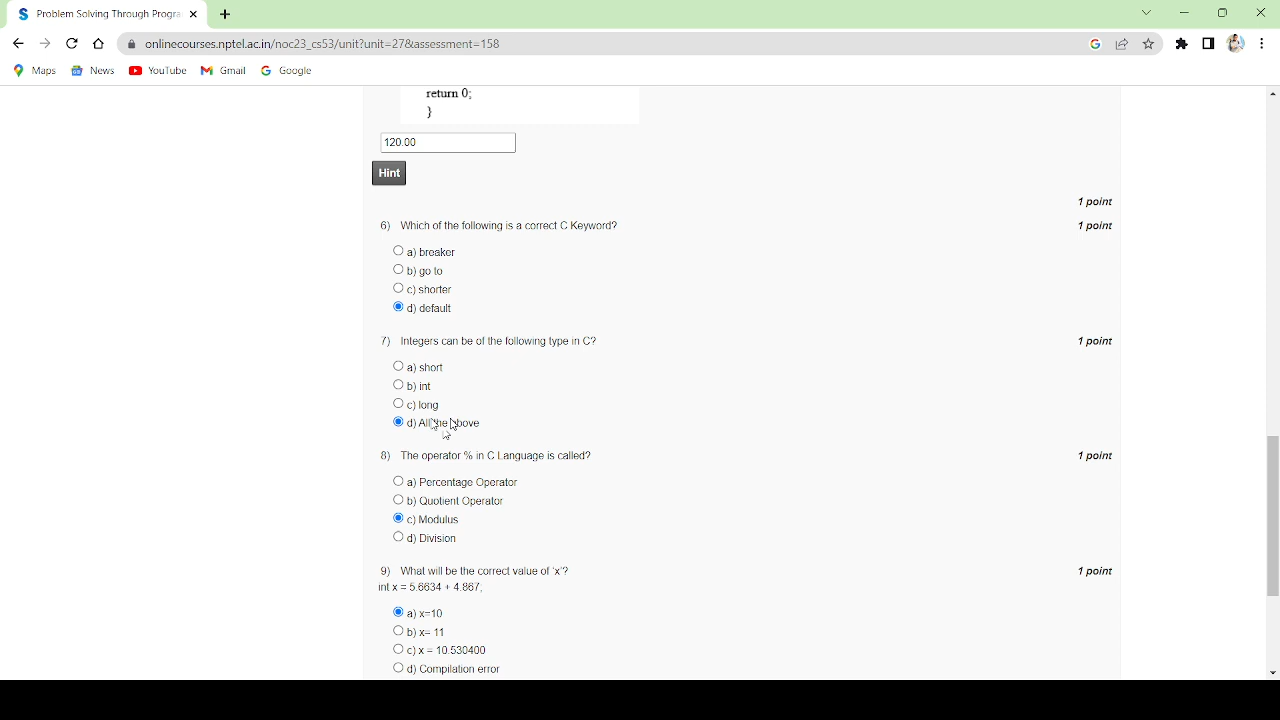 Problem Solving Through Progra
onlinecourses.nptel.ac.in/noc23_cs53/unit?unit=27&assessment=158
Maps News YouTube Gmail Google
return 0;
}
120.00
Hint
1 point
6) Which of the following is a correct C Keyword? 1 point
a) breaker
b) go to
c) shorter
d) default
7) Integers can be of the following type in C? 1 point
a) short
b) int
c) long
d) All the above
8) The operator % in C Language is called? 1 point
a) Percentage Operator
b) Quotient Operator
c) Modulus
d) Division
9) What will be the correct value of 'x'? 1 point
int x = 5.6634 + 4.867;
a) x=10
b) x= 11
c) x = 10.530400
d) Compilation error